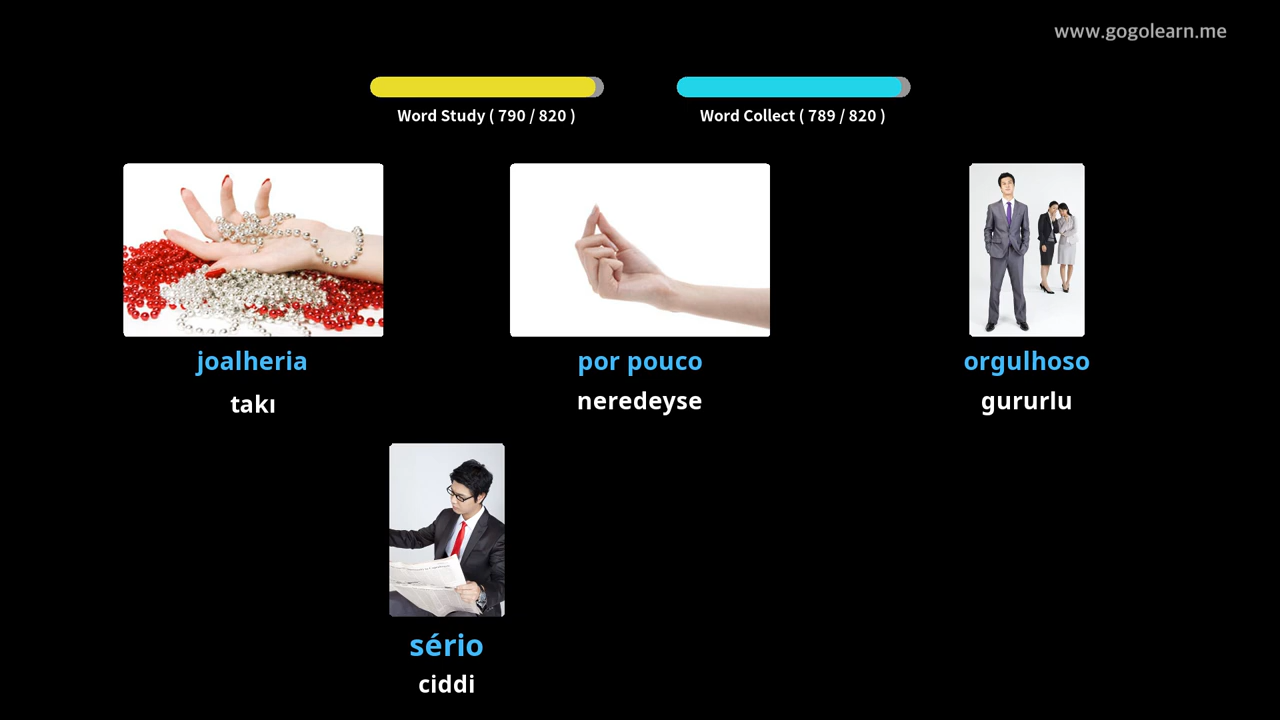 www.gogolearn.me
Word Study ( 790 / 820 )
Word Collect ( 789 / 820 )
joalheria
takı
por pouco
neredeyse
orgulhoso
gururlu
sério
ciddi